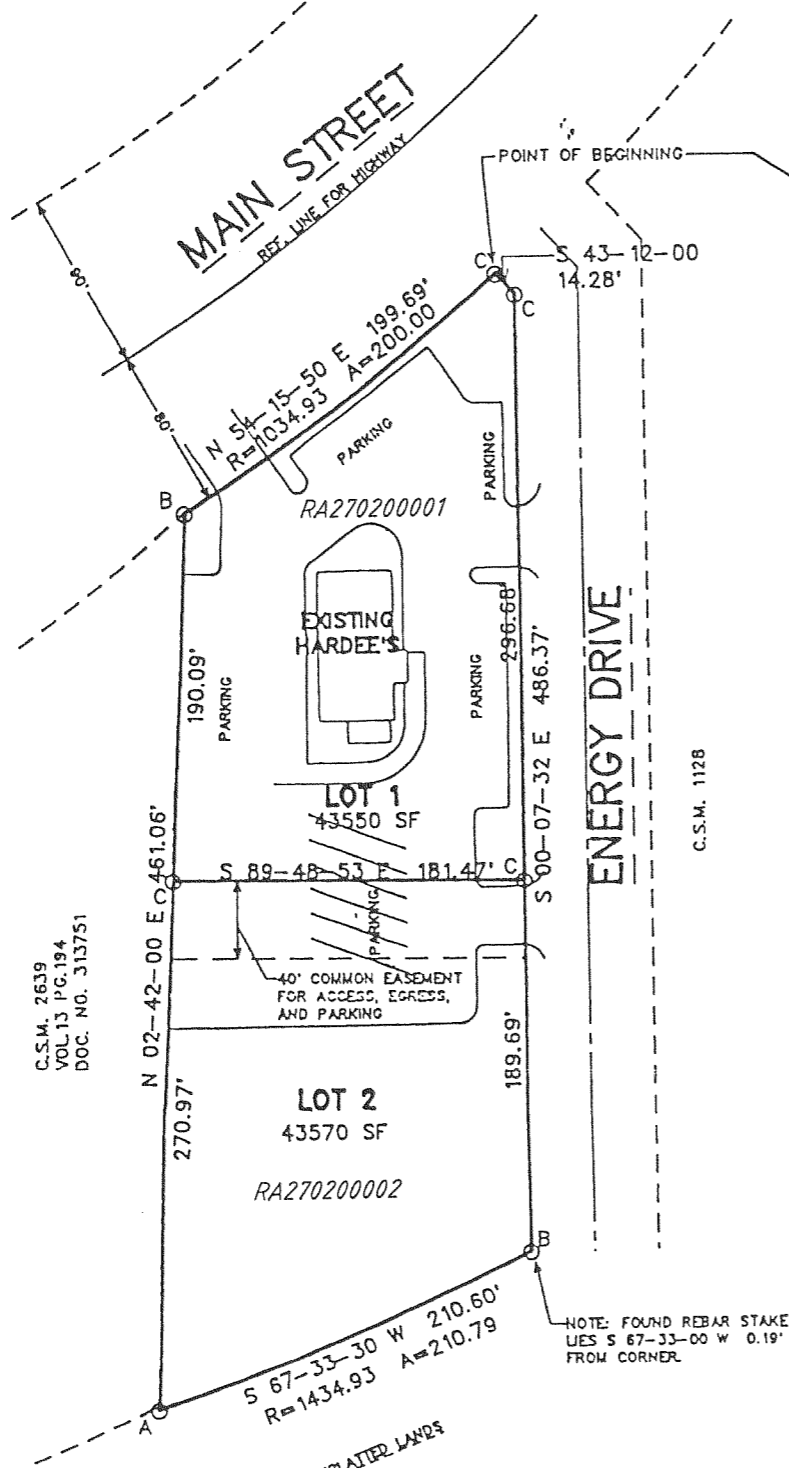 MAIN STREET
REF. LINE FOR HIGHWAY
POINT OF BEGINNING
S 43-12-00
14.28'
C
C
80'
80'
N 54-15-50 E 199.69'
R=1034.93 A=200.00
PARKING
PARKING
B
RA270200001
EXISTING
HARDEE'S
296.68'
190.09'
PARKING
PARKING
S 00-07-32 E 486.37'
ENERGY DRIVE
C.S.M. 1128
LOT 1
43550 SF
S 89-48-53 E 181.47'
C
C
N 02-42-00 E 461.06'
PARKING
40' COMMON EASEMENT
FOR ACCESS, EGRESS,
AND PARKING
C.S.M. 2639
VOL.13 PG.194
DOC. NO. 313751
270.97'
189.69'
LOT 2
43570 SF
RA270200002
B
NOTE: FOUND REBAR STAKE
LIES S 67-33-00 W 0.19'
FROM CORNER
S 67-33-30 W 210.60'
R=1434.93 A=210.79
A
LANDS